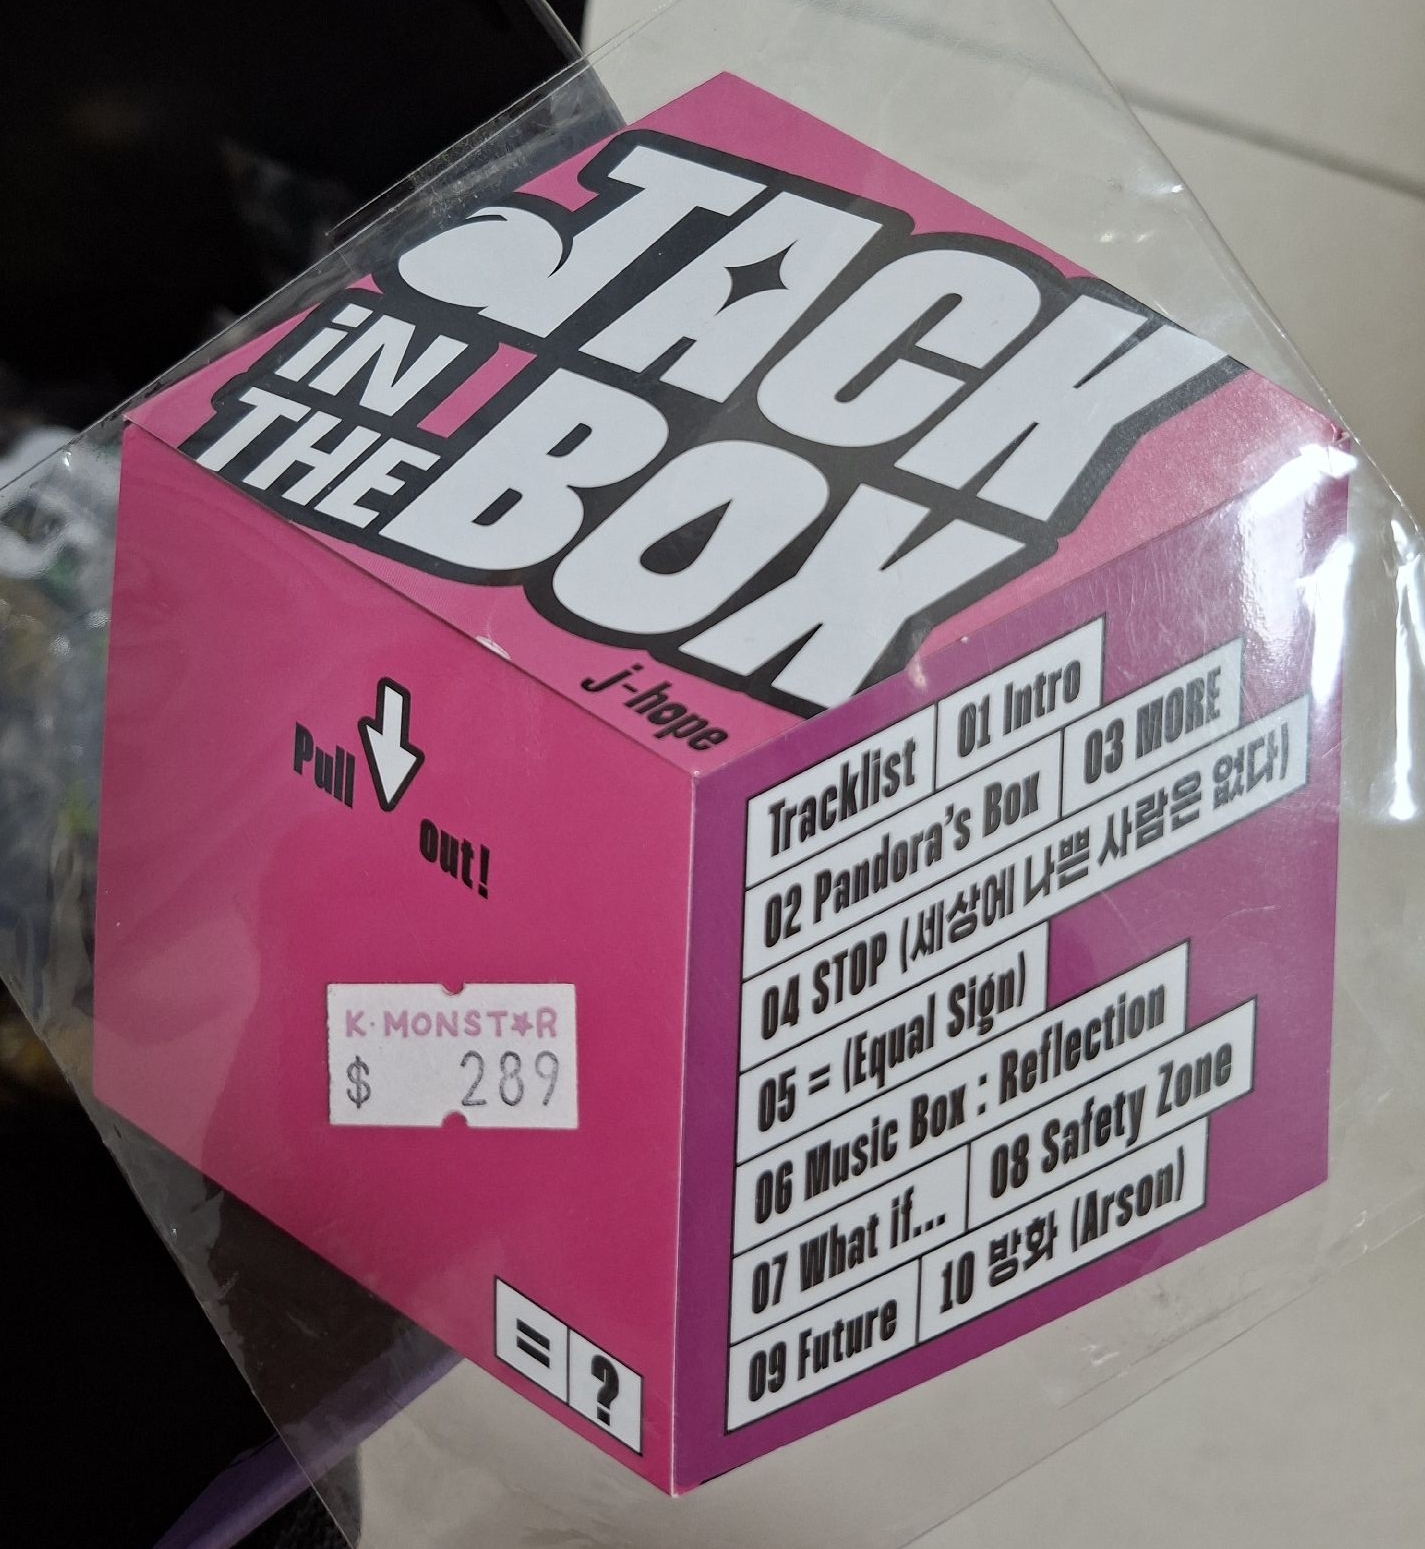 JACK
iN
THE
BOX
j-hope
Pull
out!
K·MONST★R
$ 289
= ?
Tracklist 01 Intro
02 Pandora's Box 03 MORE
04 STOP (세상에 나쁜 사람은 없다)
05 = (Equal Sign)
06 Music Box : Reflection
07 What if... 08 Safety Zone
09 Future 10 방화 (Arson)